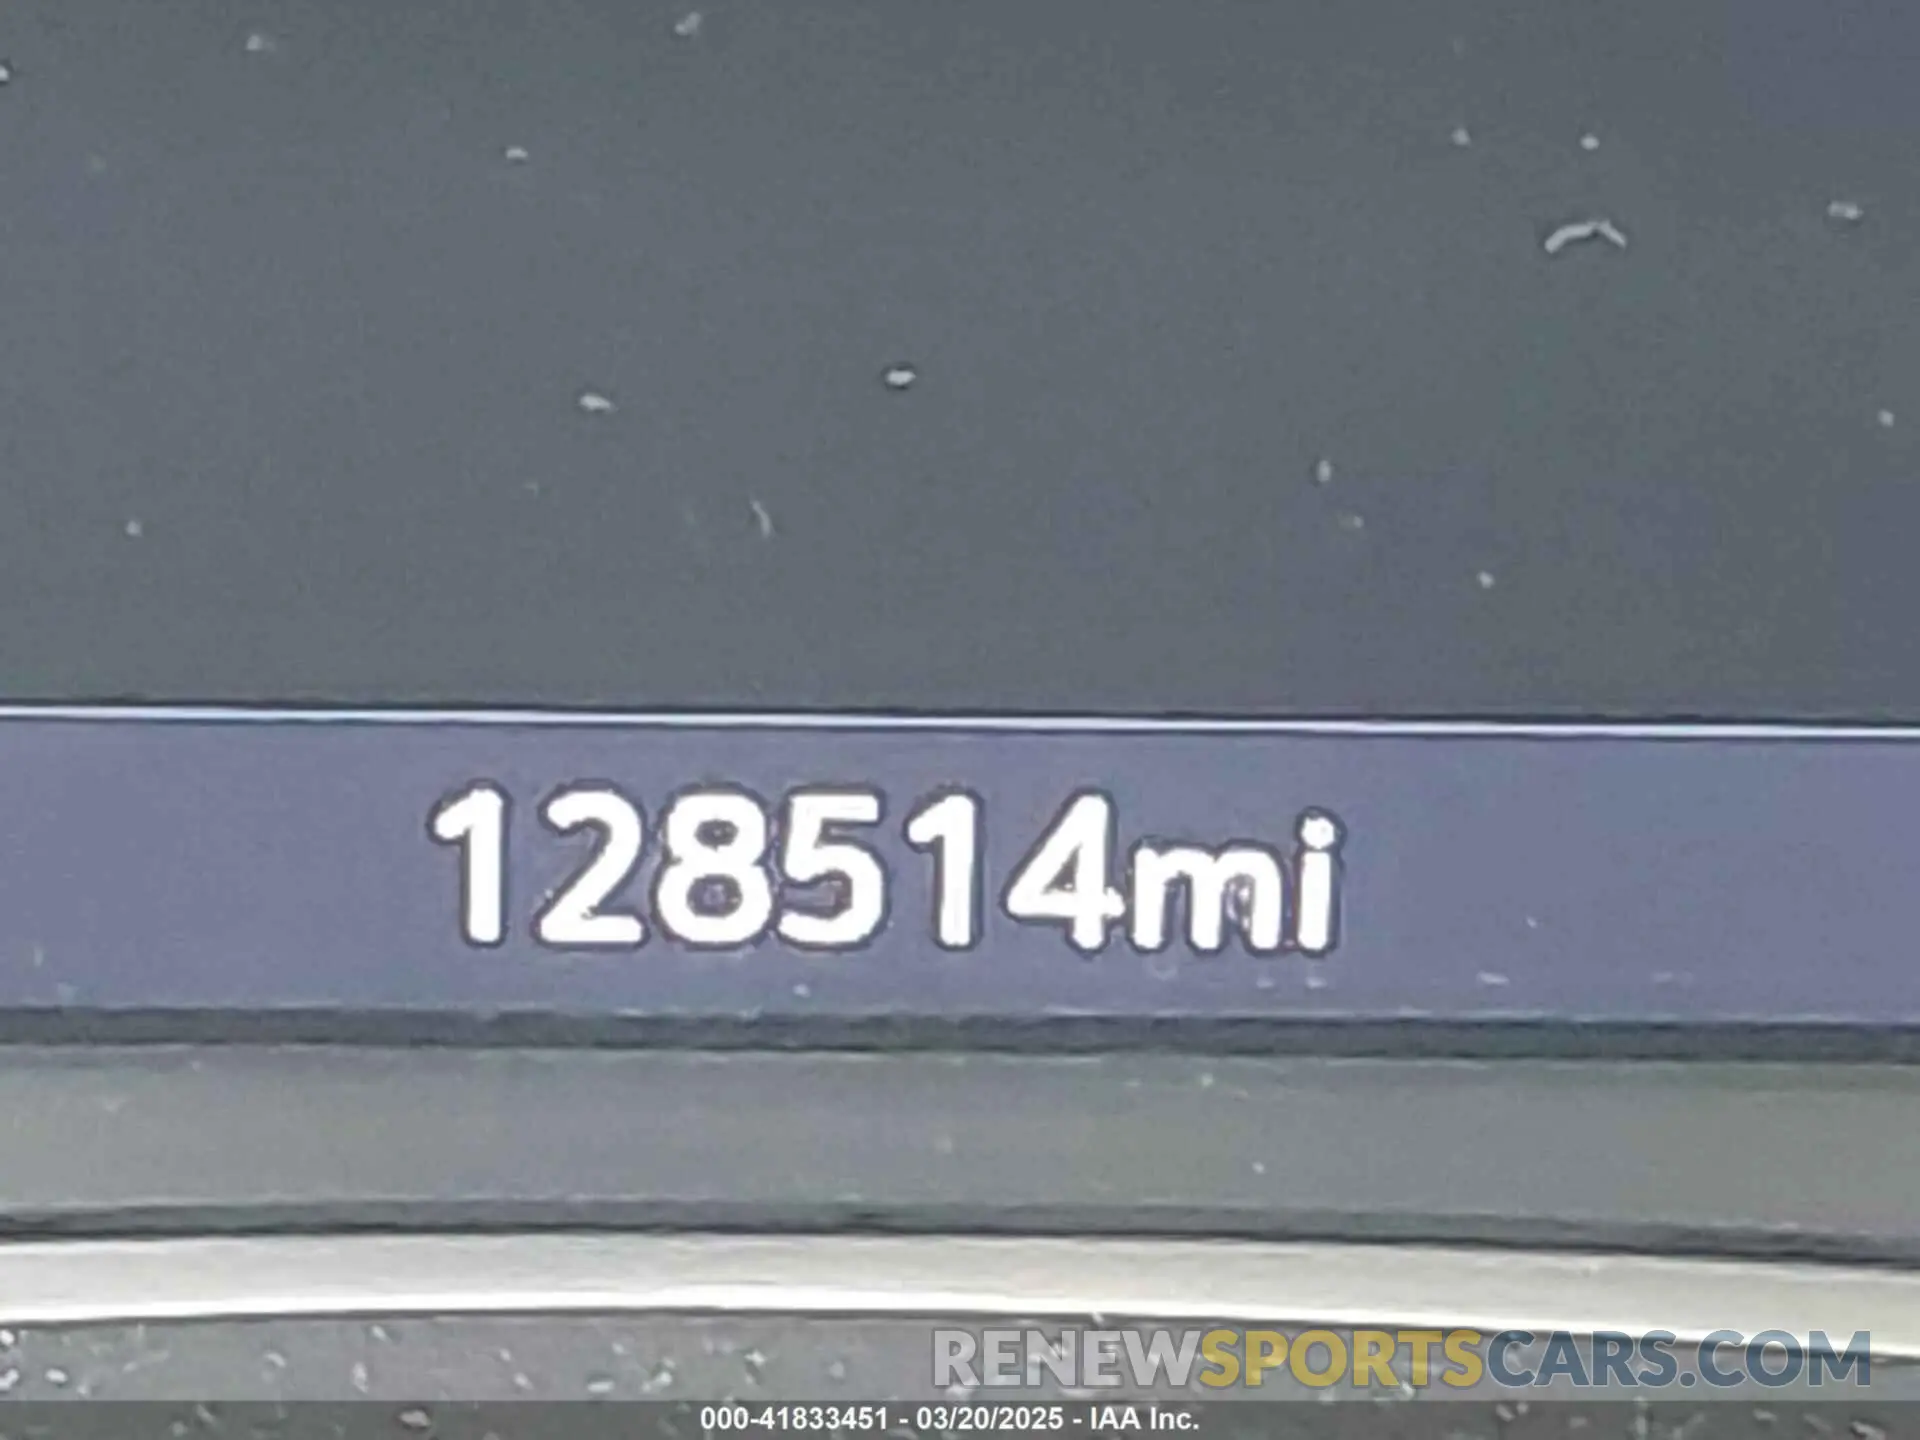 128514mi
RENEWSPORTSCARS.COM
000-41833451 - 03/20/2025 - IAA Inc.